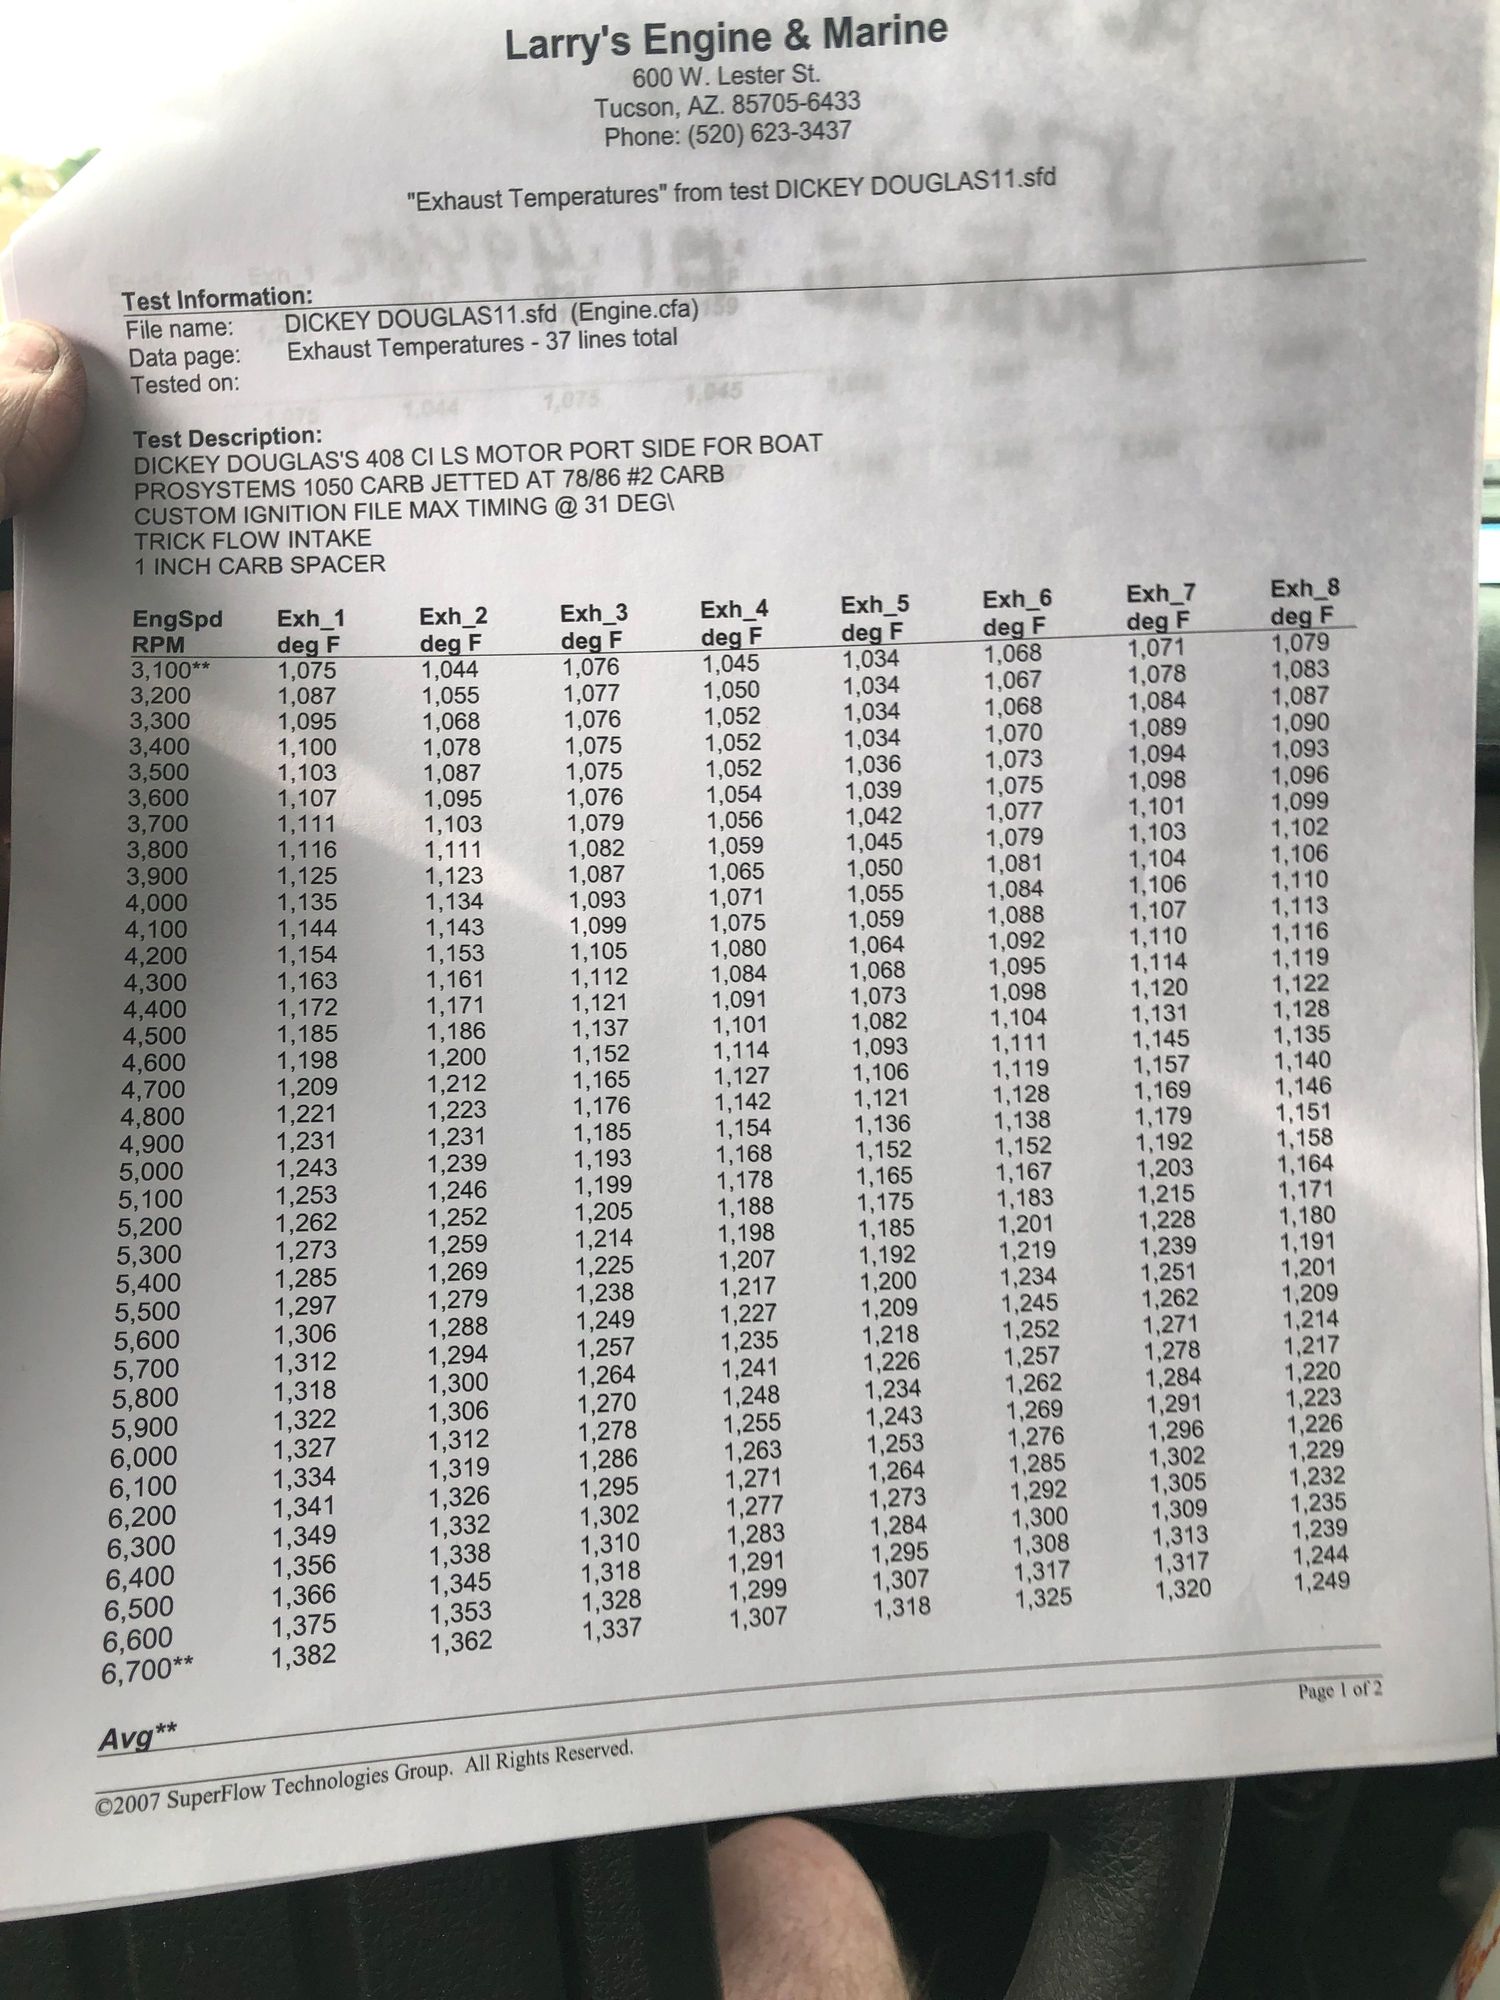 Larry's Engine & Marine
600 W. Lester St.
Tucson, AZ. 85705-6433
Phone: (520) 623-3437
"Exhaust Temperatures" from test DICKEY DOUGLAS11.sfd
Test Information:
File name: DICKEY DOUGLAS11.sfd (Engine.cfa)
Data page: Exhaust Temperatures - 37 lines total
Tested on:
Test Description:
DICKEY DOUGLAS'S 408 CI LS MOTOR PORT SIDE FOR BOAT
PROSYSTEMS 1050 CARB JETTED AT 78/86 #2 CARB
CUSTOM IGNITION FILE MAX TIMING @ 31 DEG\
TRICK FLOW INTAKE
1 INCH CARB SPACER
EngSpd Exh_1 Exh_2 Exh_3 Exh_4 Exh_5 Exh_6 Exh_7 Exh_8
RPM deg F deg F deg F deg F deg F deg F deg F deg F
3,100** 1,075 1,044 1,076 1,045 1,034 1,068 1,071 1,079
3,200 1,087 1,055 1,077 1,050 1,034 1,067 1,078 1,083
3,300 1,095 1,068 1,076 1,052 1,034 1,068 1,084 1,087
3,400 1,100 1,078 1,075 1,052 1,034 1,070 1,089 1,090
3,500 1,103 1,087 1,075 1,052 1,036 1,073 1,094 1,093
3,600 1,107 1,095 1,076 1,054 1,039 1,075 1,098 1,096
3,700 1,111 1,103 1,079 1,056 1,042 1,077 1,101 1,099
3,800 1,116 1,111 1,082 1,059 1,045 1,079 1,103 1,102
3,900 1,125 1,123 1,087 1,065 1,050 1,081 1,104 1,106
4,000 1,135 1,134 1,093 1,071 1,055 1,084 1,106 1,110
4,100 1,144 1,143 1,099 1,075 1,059 1,088 1,107 1,113
4,200 1,154 1,153 1,105 1,080 1,064 1,092 1,110 1,116
4,300 1,163 1,161 1,112 1,084 1,068 1,095 1,114 1,119
4,400 1,172 1,171 1,121 1,091 1,073 1,098 1,120 1,122
4,500 1,185 1,186 1,137 1,101 1,082 1,104 1,131 1,128
4,600 1,198 1,200 1,152 1,114 1,093 1,111 1,145 1,135
4,700 1,209 1,212 1,165 1,127 1,106 1,119 1,157 1,140
4,800 1,221 1,223 1,176 1,142 1,121 1,128 1,169 1,146
4,900 1,231 1,231 1,185 1,154 1,136 1,138 1,179 1,151
5,000 1,243 1,239 1,193 1,168 1,152 1,152 1,192 1,158
5,100 1,253 1,246 1,199 1,178 1,165 1,167 1,203 1,164
5,200 1,262 1,252 1,205 1,188 1,175 1,183 1,215 1,171
5,300 1,273 1,259 1,214 1,198 1,185 1,201 1,228 1,180
5,400 1,285 1,269 1,225 1,207 1,192 1,219 1,239 1,191
5,500 1,297 1,279 1,238 1,217 1,200 1,234 1,251 1,201
5,600 1,306 1,288 1,249 1,227 1,209 1,245 1,262 1,209
5,700 1,312 1,294 1,257 1,235 1,218 1,252 1,271 1,214
5,800 1,318 1,300 1,264 1,241 1,226 1,257 1,278 1,217
5,900 1,322 1,306 1,270 1,248 1,234 1,262 1,284 1,220
6,000 1,327 1,312 1,278 1,255 1,243 1,269 1,291 1,223
6,100 1,334 1,319 1,286 1,263 1,253 1,276 1,296 1,226
6,200 1,341 1,326 1,295 1,271 1,264 1,285 1,302 1,229
6,300 1,349 1,332 1,302 1,277 1,273 1,292 1,305 1,232
6,400 1,356 1,338 1,310 1,283 1,284 1,300 1,309 1,235
6,500 1,366 1,345 1,318 1,291 1,295 1,308 1,313 1,239
6,600 1,375 1,353 1,328 1,299 1,307 1,317 1,317 1,244
6,700** 1,382 1,362 1,337 1,307 1,318 1,325 1,320 1,249
Avg**
Page 1 of 2
©2007 SuperFlow Technologies Group. All Rights Reserved.